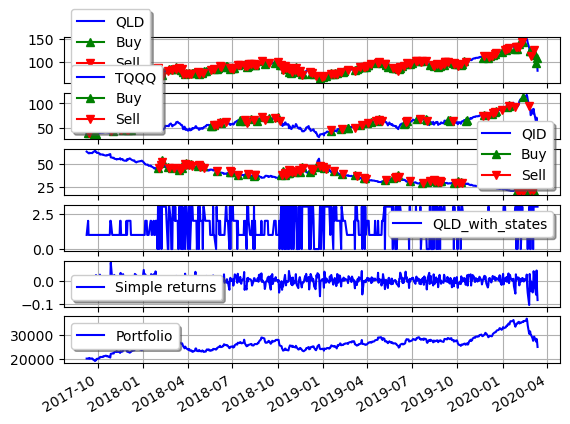 QLD
Buy
Sell
150
100
TQQQ
Buy
Sell
100
50
QID
Buy
Sell
50
25
QLD_with_states
2.5
0.0
Simple returns
0.0
−0.1
Portfolio
30000
20000
2017-10 2018-01 2018-04 2018-07 2018-10 2019-01 2019-04 2019-07 2019-10 2020-01 2020-04